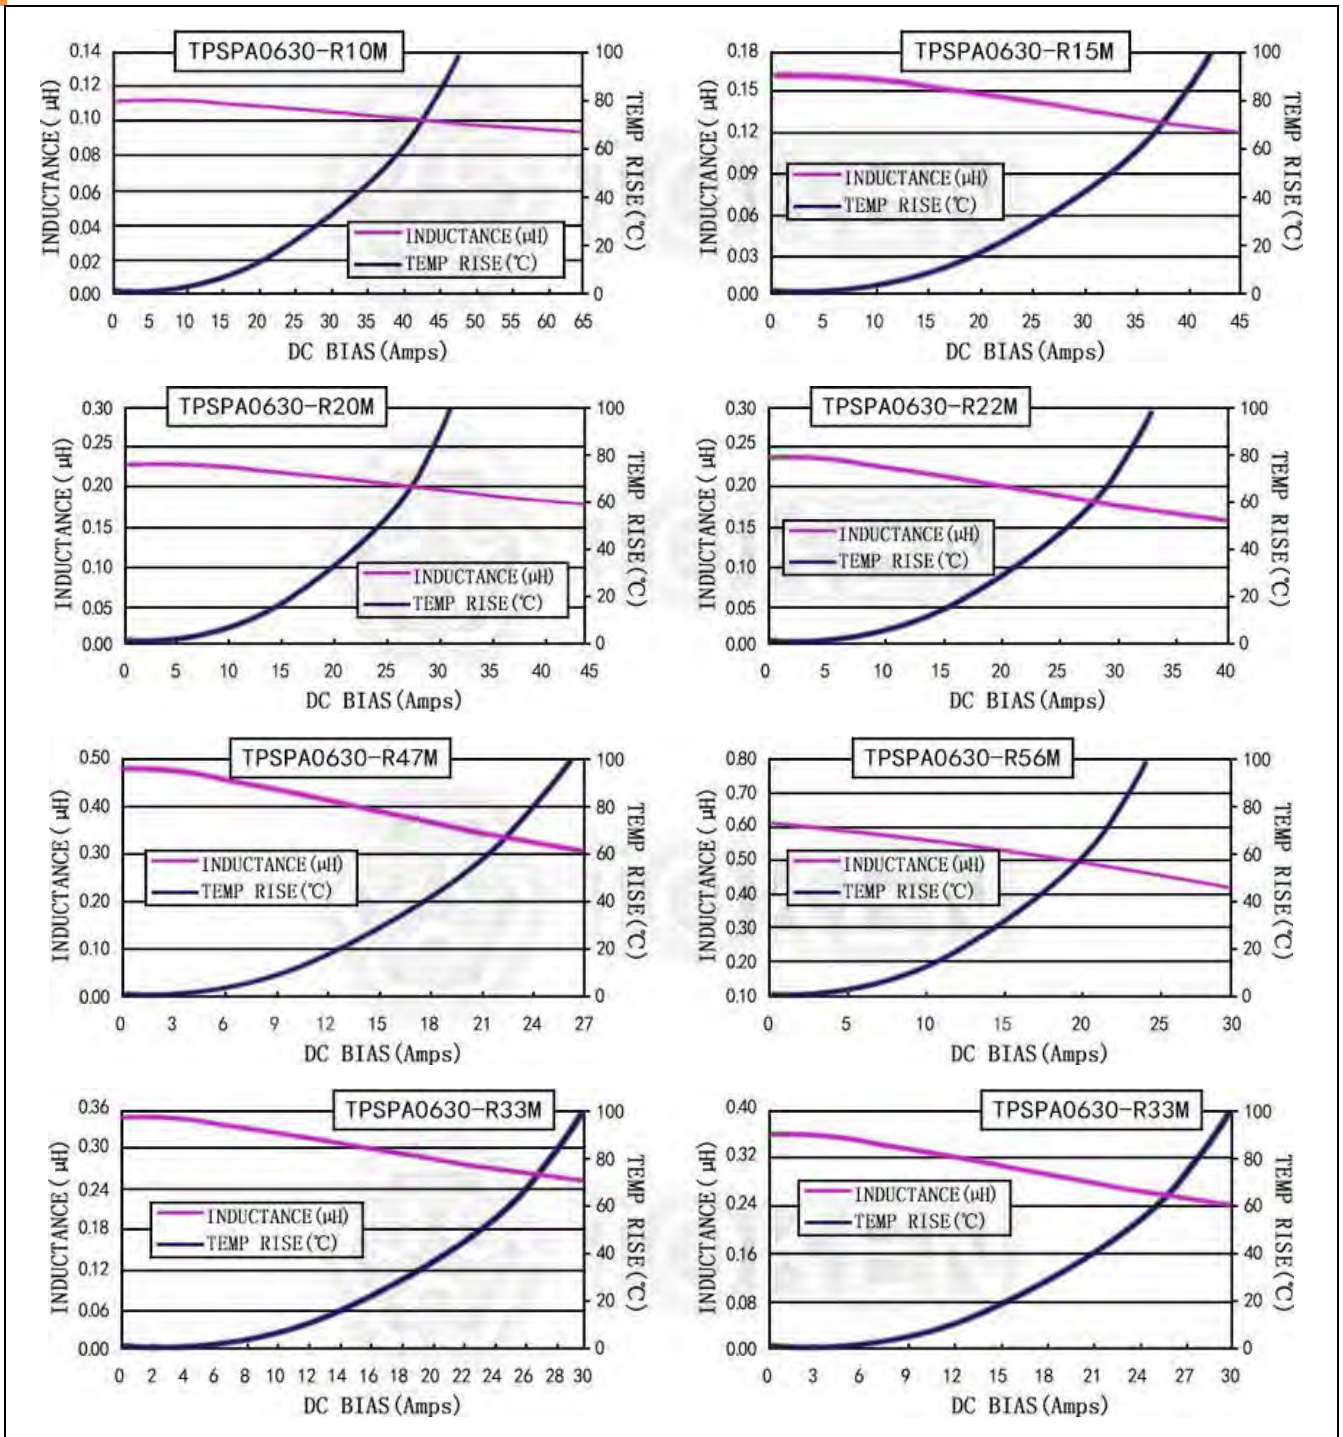 TPSPA0630-R10M
INDUCTANCE( μH)
0.14
0.12
0.10
0.08
0.06
0.04
0.02
0.00
100
80
60
40
20
0
TEMP RISE(℃)
INDUCTANCE(μH)
TEMP RISE(℃)
0 5 10 15 20 25 30 35 40 45 50 55 60 65
DC BIAS(Amps)
TPSPA0630-R15M
INDUCTANCE( μH)
0.18
0.15
0.12
0.09
0.06
0.03
0.00
100
80
60
40
20
0
TEMP RISE(℃)
INDUCTANCE(μH)
TEMP RISE(℃)
0 5 10 15 20 25 30 35 40 45
DC BIAS(Amps)
TPSPA0630-R20M
INDUCTANCE( μH)
0.30
0.25
0.20
0.15
0.10
0.05
0.00
100
80
60
40
20
0
TEMP RISE(℃)
INDUCTANCE(μH)
TEMP RISE(℃)
0 5 10 15 20 25 30 35 40 45
DC BIAS(Amps)
TPSPA0630-R22M
INDUCTANCE( μH)
0.30
0.25
0.20
0.15
0.10
0.05
0.00
100
80
60
40
20
0
TEMP RISE(℃)
INDUCTANCE(μH)
TEMP RISE(℃)
0 5 10 15 20 25 30 35 40
DC BIAS(Amps)
TPSPA0630-R47M
INDUCTANCE( μH)
0.50
0.40
0.30
0.20
0.10
0.00
100
80
60
40
20
0
TEMP RISE(℃)
INDUCTANCE(μH)
TEMP RISE(℃)
0 3 6 9 12 15 18 21 24 27
DC BIAS(Amps)
TPSPA0630-R56M
INDUCTANCE( μH)
0.80
0.70
0.60
0.50
0.40
0.30
0.20
0.10
100
80
60
40
20
0
TEMP RISE(℃)
INDUCTANCE(μH)
TEMP RISE(℃)
0 5 10 15 20 25 30
DC BIAS(Amps)
TPSPA0630-R33M
INDUCTANCE( μH)
0.36
0.30
0.24
0.18
0.12
0.06
0.00
100
80
60
40
20
0
TEMP RISE(℃)
INDUCTANCE(μH)
TEMP RISE(℃)
0 2 4 6 8 10 12 14 16 18 20 22 24 26 28 30
DC BIAS(Amps)
TPSPA0630-R33M
INDUCTANCE( μH)
0.40
0.32
0.24
0.16
0.08
0.00
100
80
60
40
20
0
TEMP RISE(℃)
INDUCTANCE(μH)
TEMP RISE(℃)
0 3 6 9 12 15 18 21 24 27 30
DC BIAS(Amps)